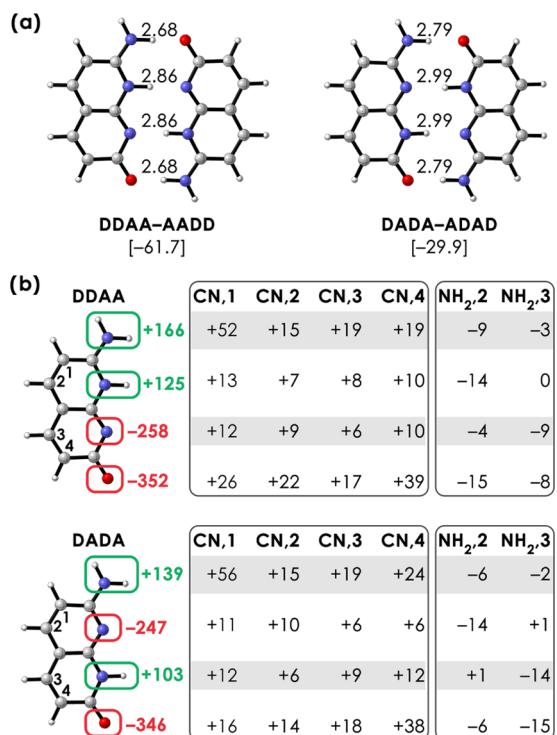 (a)
2.68 2.79
2.86 2.99
2.86 2.99
2.68 2.79
DDAA–AADD DADA–ADAD
[–61.7] [–29.9]
(b)
DDAA CN,1 CN,2 CN,3 CN,4 NH2,2 NH2,3
+166 +52 +15 +19 +19 –9 –3
1
2 +125 +13 +7 +8 +10 –14 0
3 –258 +12 +9 +6 +10 –4 –9
4
–352 +26 +22 +17 +39 –15 –8
DADA CN,1 CN,2 CN,3 CN,4 NH2,2 NH2,3
+139 +56 +15 +19 +24 –6 –2
1
2 –247 +11 +10 +6 +6 –14 +1
3 +103 +12 +6 +9 +12 +1 –14
4
–346 +16 +14 +18 +38 –6 –15